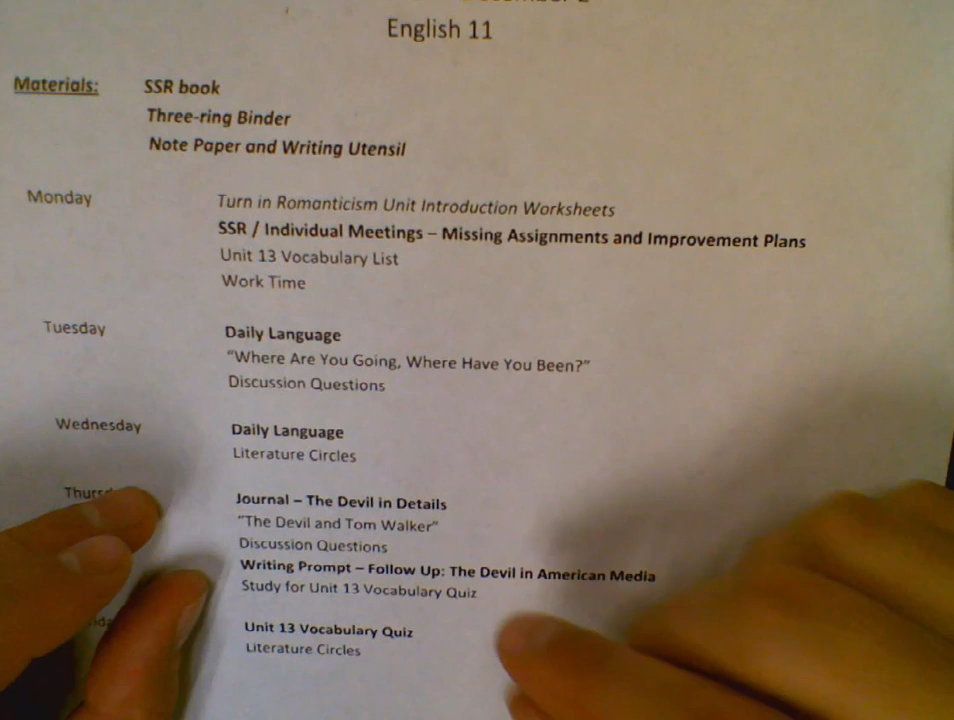 English 11
Materials: SSR book
Three-ring Binder
Note Paper and Writing Utensil
Monday Turn in Romanticism Unit Introduction Worksheets
SSR / Individual Meetings – Missing Assignments and Improvement Plans
Unit 13 Vocabulary List
Work Time
Tuesday Daily Language
"Where Are You Going, Where Have You Been?"
Discussion Questions
Wednesday Daily Language
Literature Circles
Journal – The Devil in Details
"The Devil and Tom Walker"
Discussion Questions
Writing Prompt – Follow Up: The Devil in American Media
Study for Unit 13 Vocabulary Quiz
Unit 13 Vocabulary Quiz
Literature Circles